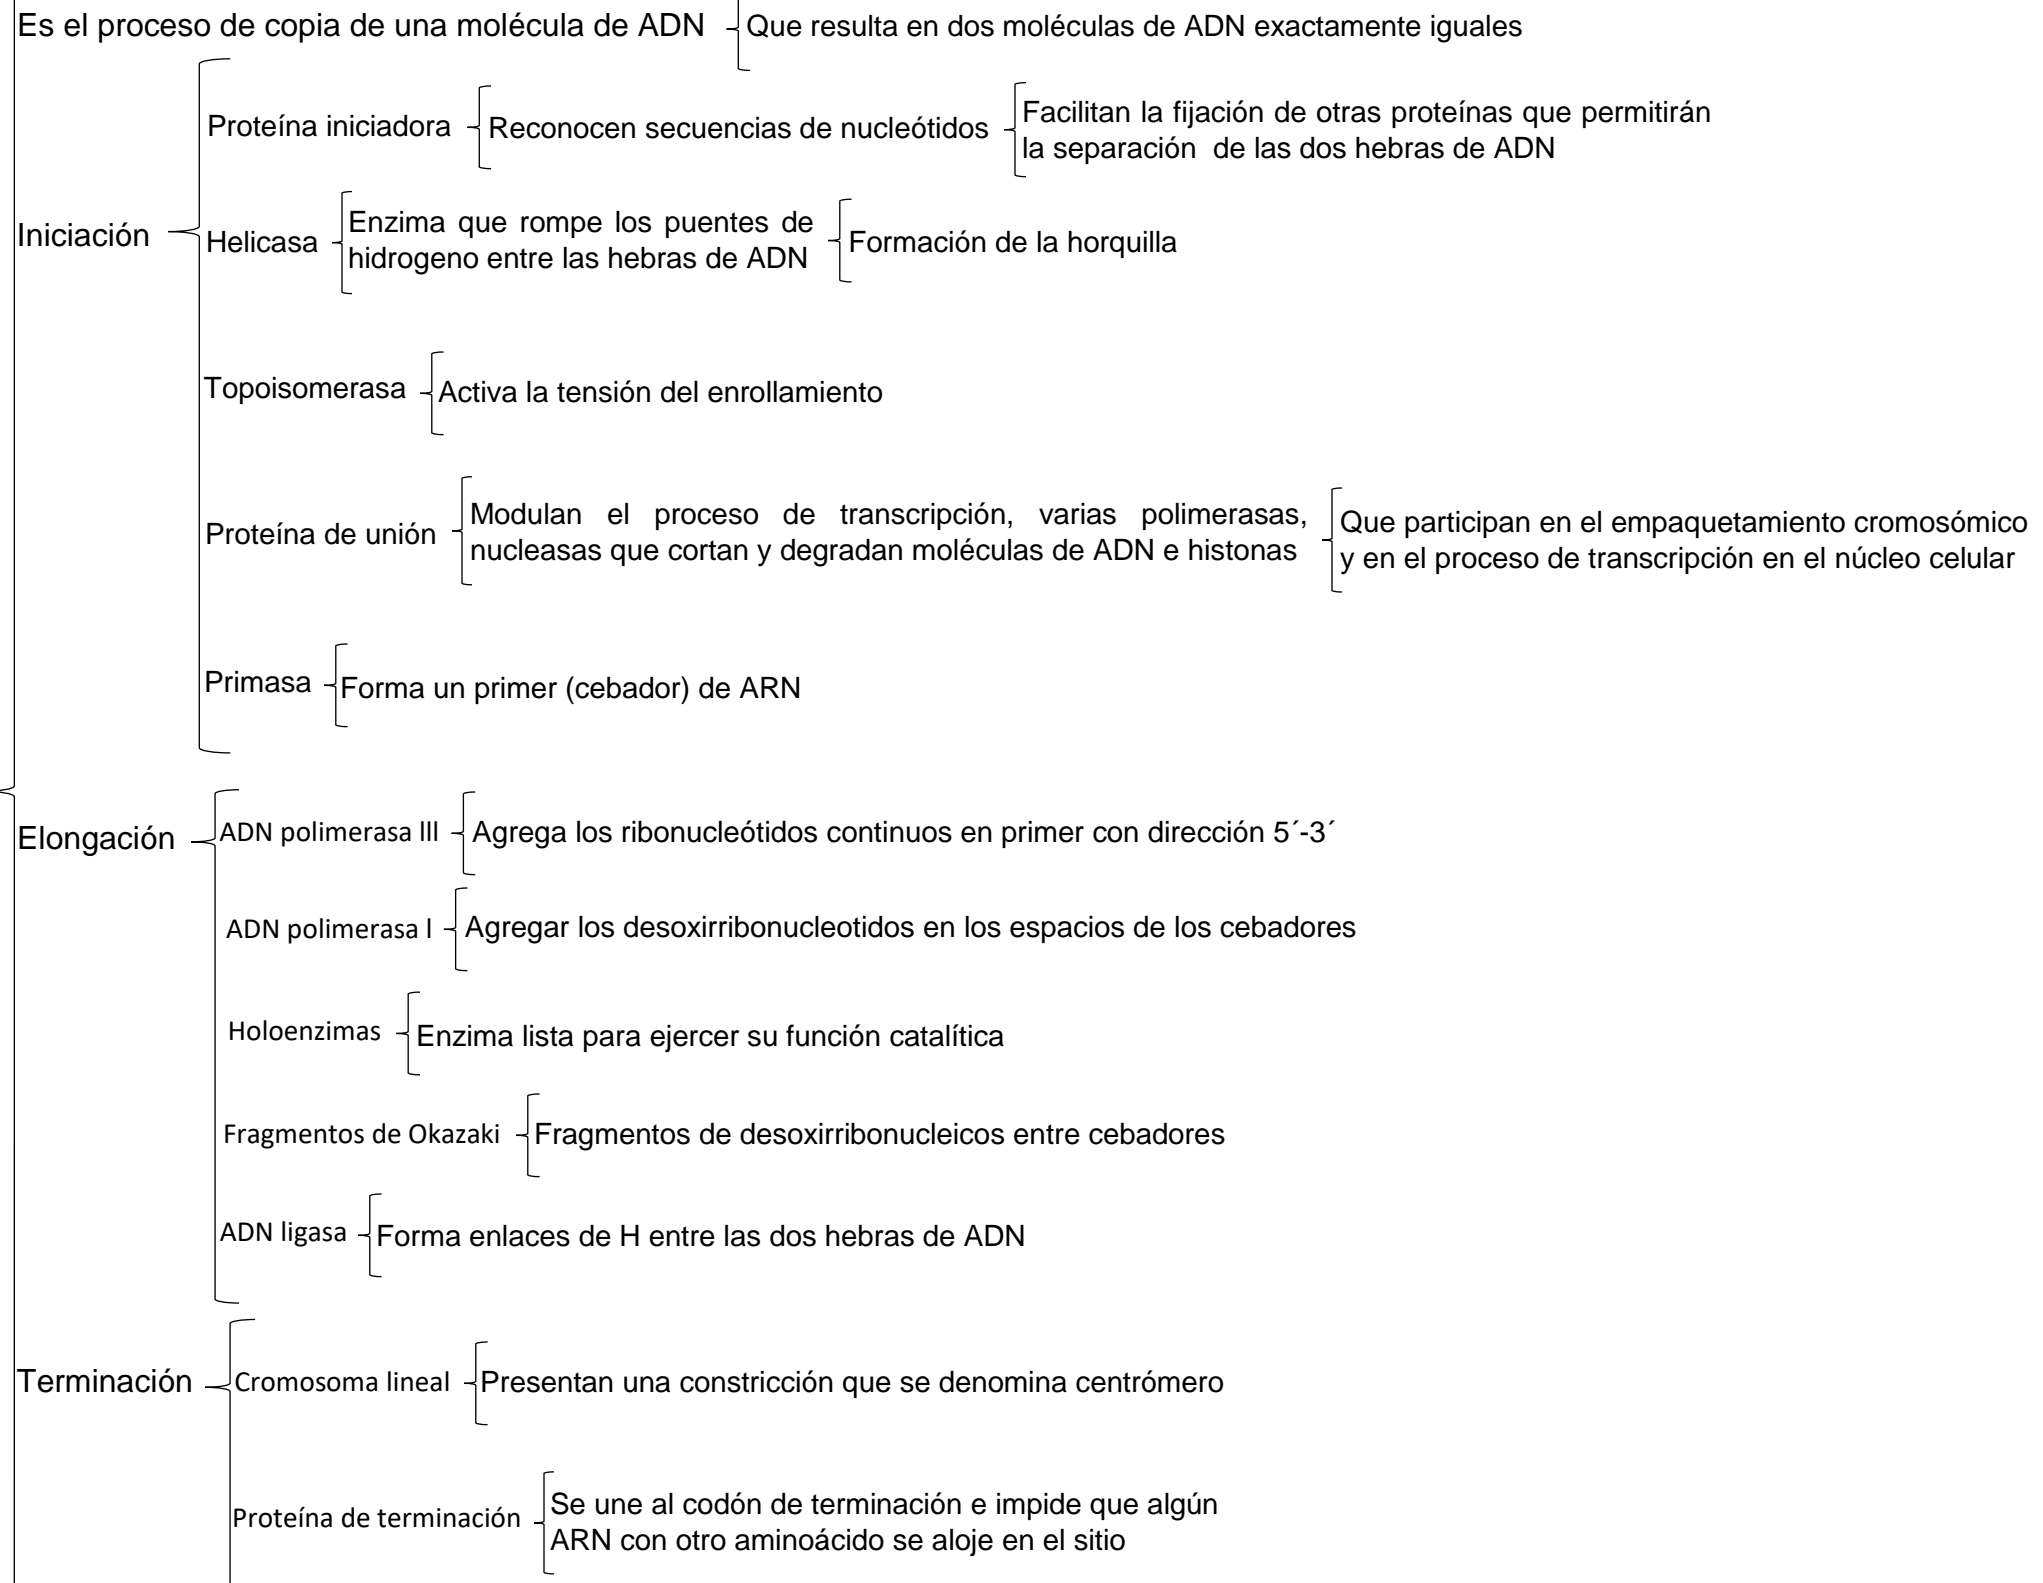 Es el proceso de copia de una molécula de ADN
Que resulta en dos moléculas de ADN exactamente iguales
Iniciación
Proteína iniciadora
Reconocen secuencias de nucleótidos
Facilitan la fijación de otras proteínas que permitirán
la separación de las dos hebras de ADN
Helicasa
Enzima que rompe los puentes de
hidrogeno entre las hebras de ADN
Formación de la horquilla
Topoisomerasa
Activa la tensión del enrollamiento
Proteína de unión
Modulan el proceso de transcripción, varias polimerasas,
nucleasas que cortan y degradan moléculas de ADN e histonas
Que participan en el empaquetamiento cromosómico
y en el proceso de transcripción en el núcleo celular
Primasa
Forma un primer (cebador) de ARN
Elongación
ADN polimerasa lll
Agrega los ribonucleótidos continuos en primer con dirección 5´-3´
ADN polimerasa l
Agregar los desoxirribonucleotidos en los espacios de los cebadores
Holoenzimas
Enzima lista para ejercer su función catalítica
Fragmentos de Okazaki
Fragmentos de desoxirribonucleicos entre cebadores
ADN ligasa
Forma enlaces de H entre las dos hebras de ADN
Terminación
Cromosoma lineal
Presentan una constricción que se denomina centrómero
Proteína de terminación
Se une al codón de terminación e impide que algún
ARN con otro aminoácido se aloje en el sitio